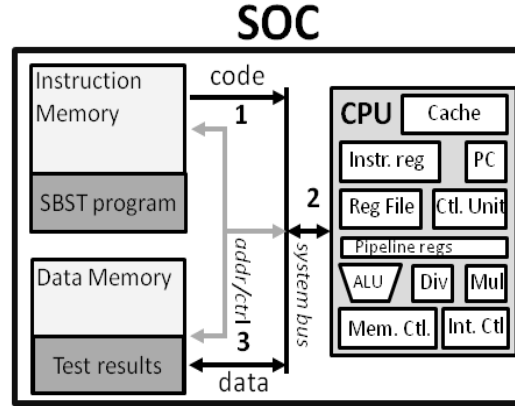 SOC
Instruction
Memory
SBST program
Data Memory
Test results
code
1
addr/ctrl
3
data
2
system bus
CPU
Cache
Instr. reg
PC
Reg File
Ctl. Unit
Pipeline regs
ALU
Div
Mul
Mem. Ctl.
Int. Ctl